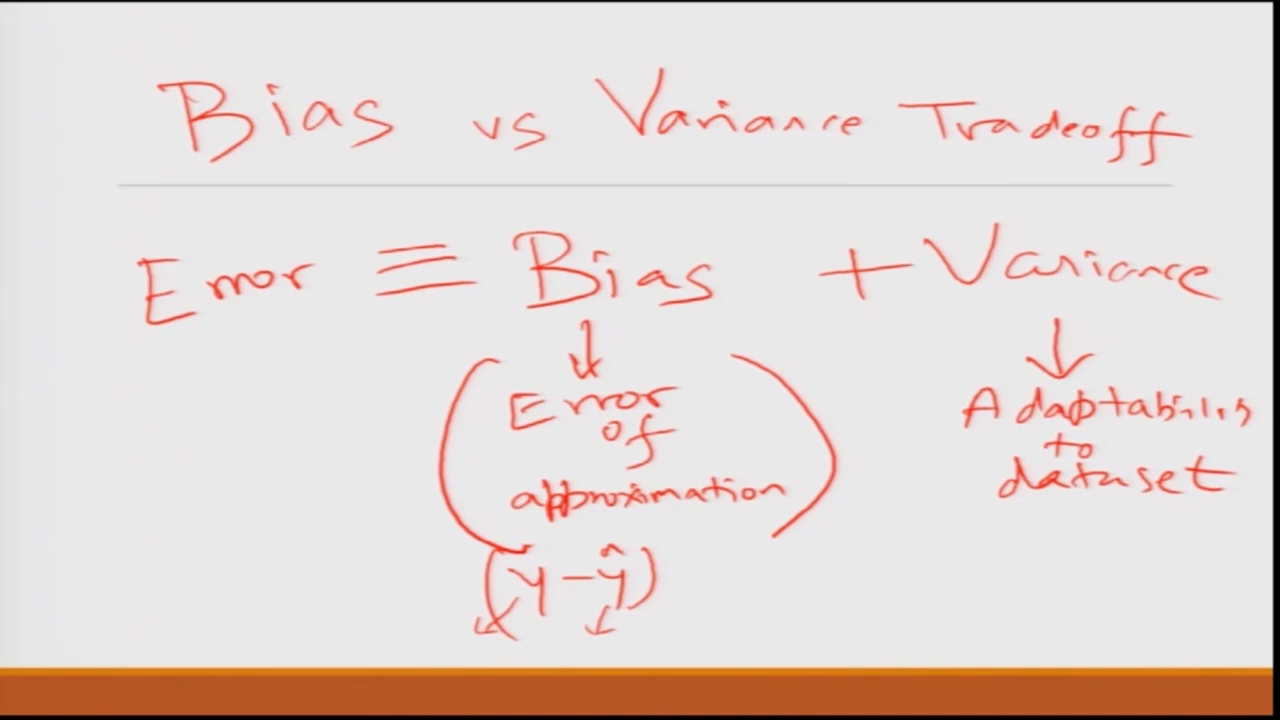 Bias vs Variance Tradeoff
Error ≡ Bias + Variance
↓ ↓
(Error of approximation)
Adaptability to dataset
(y - ŷ)
↙ ↙